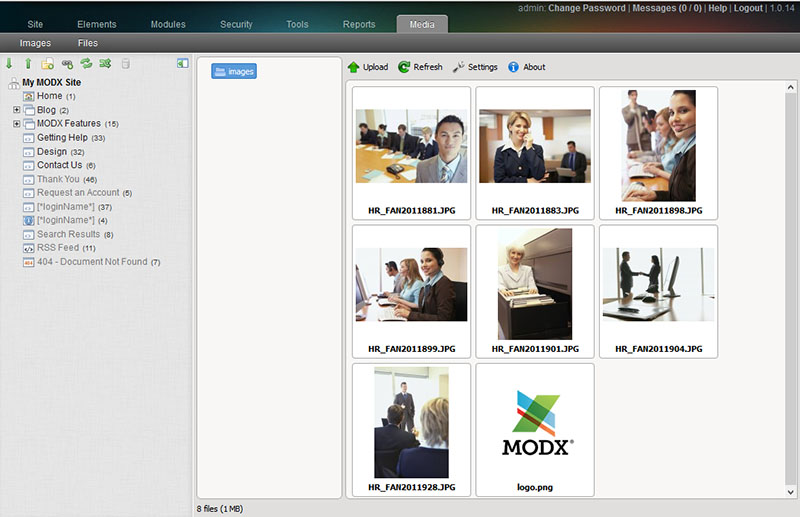 admin: Change Password | Messages (0 / 0) | Help | Logout | 1.0.14
Site Elements Modules Security Tools Reports Media
Images Files
My MODX Site
Home (1)
Blog (2)
MODX Features (15)
Getting Help (33)
Design (32)
Contact Us (6)
Thank You (46)
Request an Account (5)
[*loginName*] (37)
[*loginName*] (4)
Search Results (8)
RSS Feed (11)
404 - Document Not Found (7)
images
Upload Refresh Settings About
HR_FAN2011881.JPG HR_FAN2011883.JPG HR_FAN2011898.JPG
HR_FAN2011899.JPG HR_FAN2011901.JPG HR_FAN2011904.JPG
MODX®
HR_FAN2011928.JPG logo.png
8 files (1 MB)